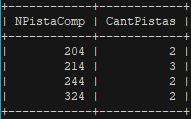 +------------+------------+
| NPistaComp | CantPistas |
+------------+------------+
| 204 | 2 |
| 214 | 3 |
| 244 | 2 |
| 324 | 2 |
+------------+------------+